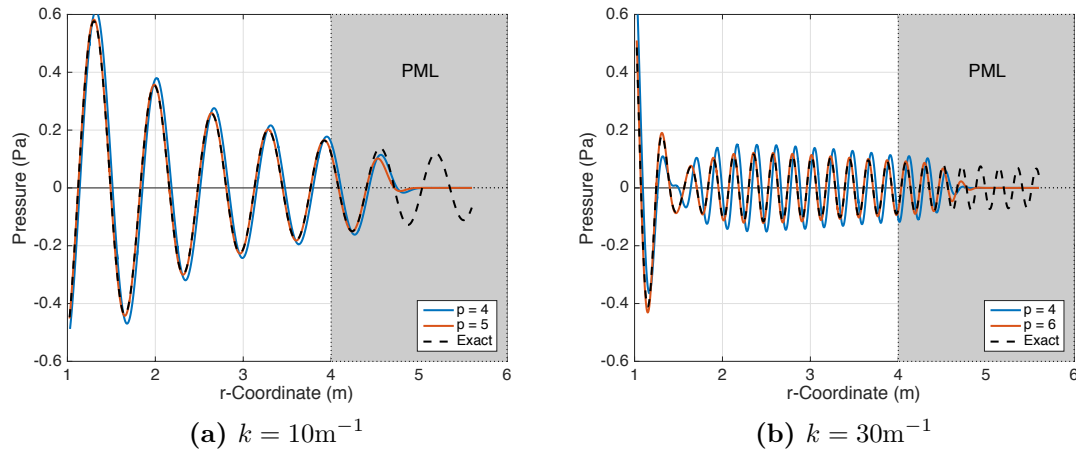 0.6
0.4
0.2
0
-0.2
-0.4
-0.6
Pressure (Pa)
PML
p = 4
p = 5
Exact
1 2 3 4 5 6
r-Coordinate (m)
(a) k = 10m⁻¹
0.6
0.4
0.2
0
-0.2
-0.4
-0.6
Pressure (Pa)
PML
p = 4
p = 6
Exact
1 2 3 4 5 6
r-Coordinate (m)
(b) k = 30m⁻¹